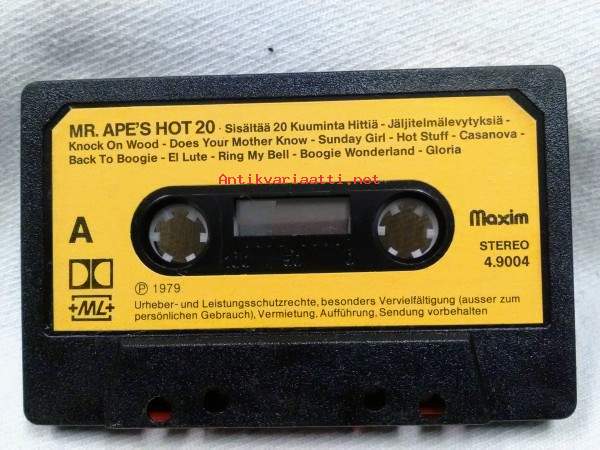 MR. APE'S HOT 20 · Sisältää 20 Kuuminta Hittiä - Jäljitelmälevytyksiä -
Knock On Wood - Does Your Mother Know - Sunday Girl - Hot Stuff - Casanova -
Back To Boogie - El Lute - Ring My Bell - Boogie Wonderland - Gloria
Antikvariaatti.net
A
Maxim
STEREO
4.9004
+ML+
Ⓟ 1979
Urheber- und Leistungsschutzrechte, besonders Vervielfältigung (ausser zum
persönlichen Gebrauch), Vermietung, Aufführung, Sendung vorbehalten